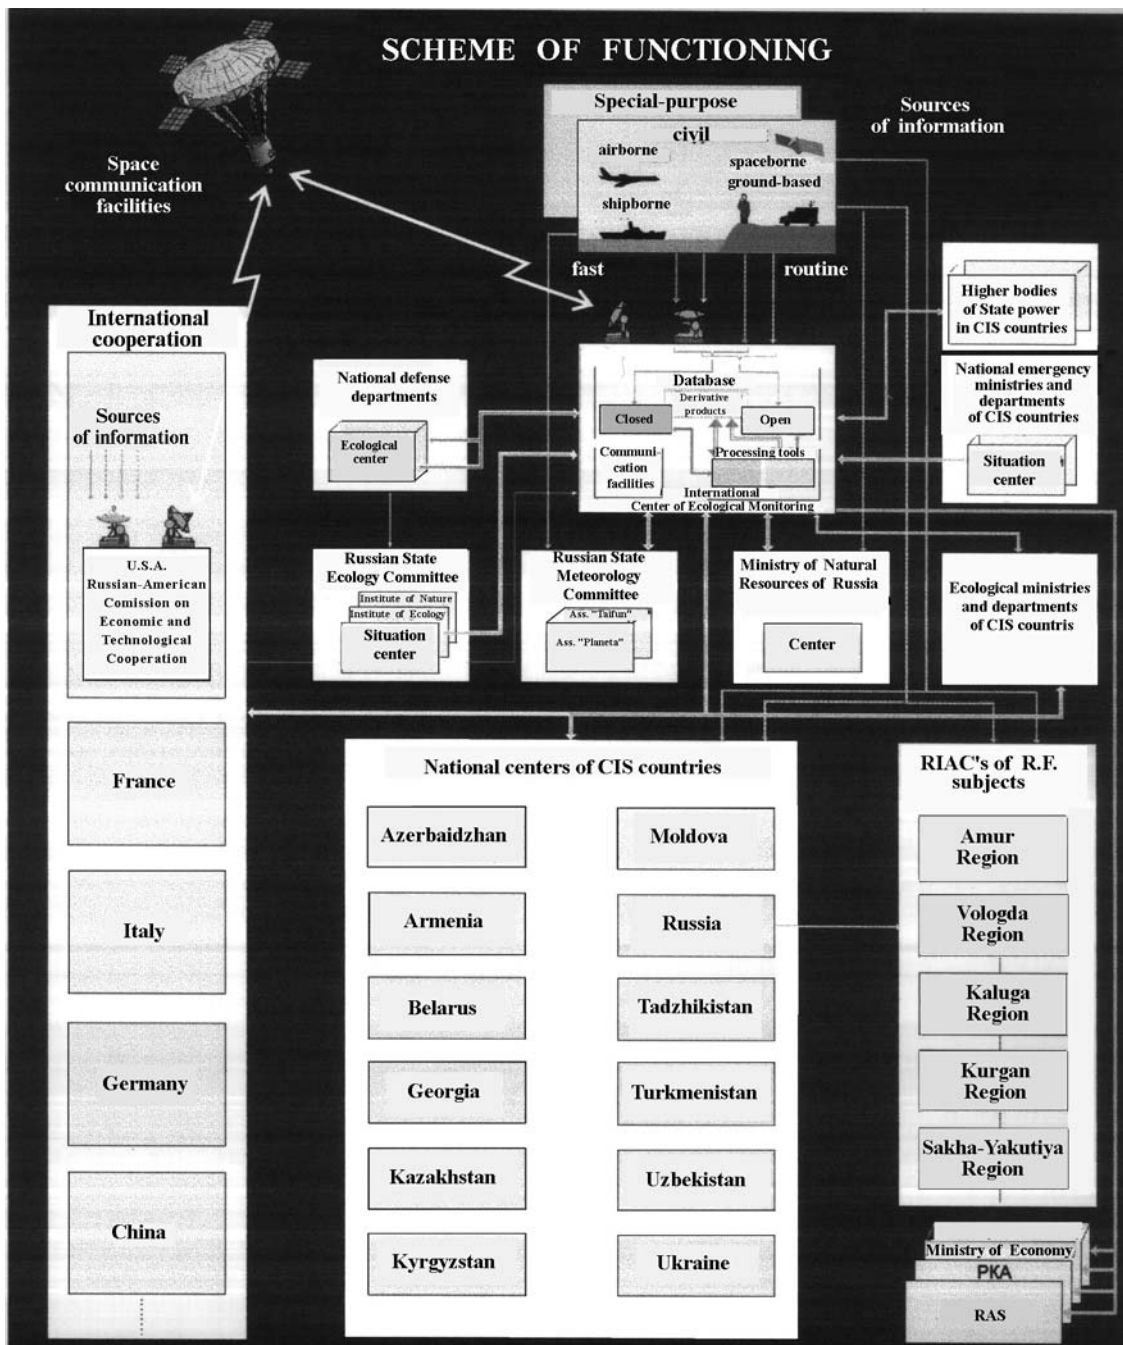 SCHEME OF FUNCTIONING
Space
communication
facilities
Special-purpose
civil
airborne
spaceborne
ground-based
shipborne
Sources
of information
fast
routine
International
cooperation
Sources
of information
U.S.A.
Russian-American
Comission on
Economic and
Technological
Cooperation
France
Italy
Germany
China
National defense
departments
Ecological
center
Database
Derivative
products
Closed
Open
Communi-
cation
facilities
Processing tools
International
Center of Ecological Monitoring
Higher bodies
of State power
in CIS countries
National emergency
ministries and
departments
of CIS countries
Situation
center
Russian State
Ecology Committee
Institute of Nature
Institute of Ecology
Situation
center
Russian State
Meteorology
Committee
Ass. "Taifun"
Ass. "Planeta"
Ministry of Natural
Resources of Russia
Center
Ecological ministries
and departments
of CIS countris
National centers of CIS countries
Azerbaidzhan
Armenia
Belarus
Georgia
Kazakhstan
Kyrgyzstan
Moldova
Russia
Tadzhikistan
Turkmenistan
Uzbekistan
Ukraine
RIAC's of R.F.
subjects
Amur
Region
Vologda
Region
Kaluga
Region
Kurgan
Region
Sakha-Yakutiya
Region
Ministry of Economy
РКА
RAS